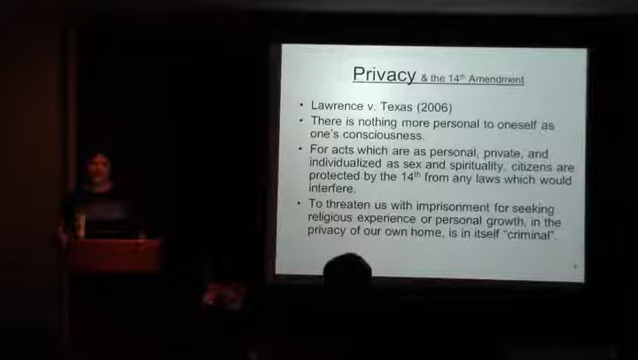 Privacy & the 14th Amendment
• Lawrence v. Texas (2006)
• There is nothing more personal to oneself as
one's consciousness.
• For acts which are as personal, private, and
individualized as sex and spirituality, citizens are
protected by the 14th from any laws which would
interfere.
• To threaten us with imprisonment for seeking
religious experience or personal growth, in the
privacy of our own home, is in itself "criminal".